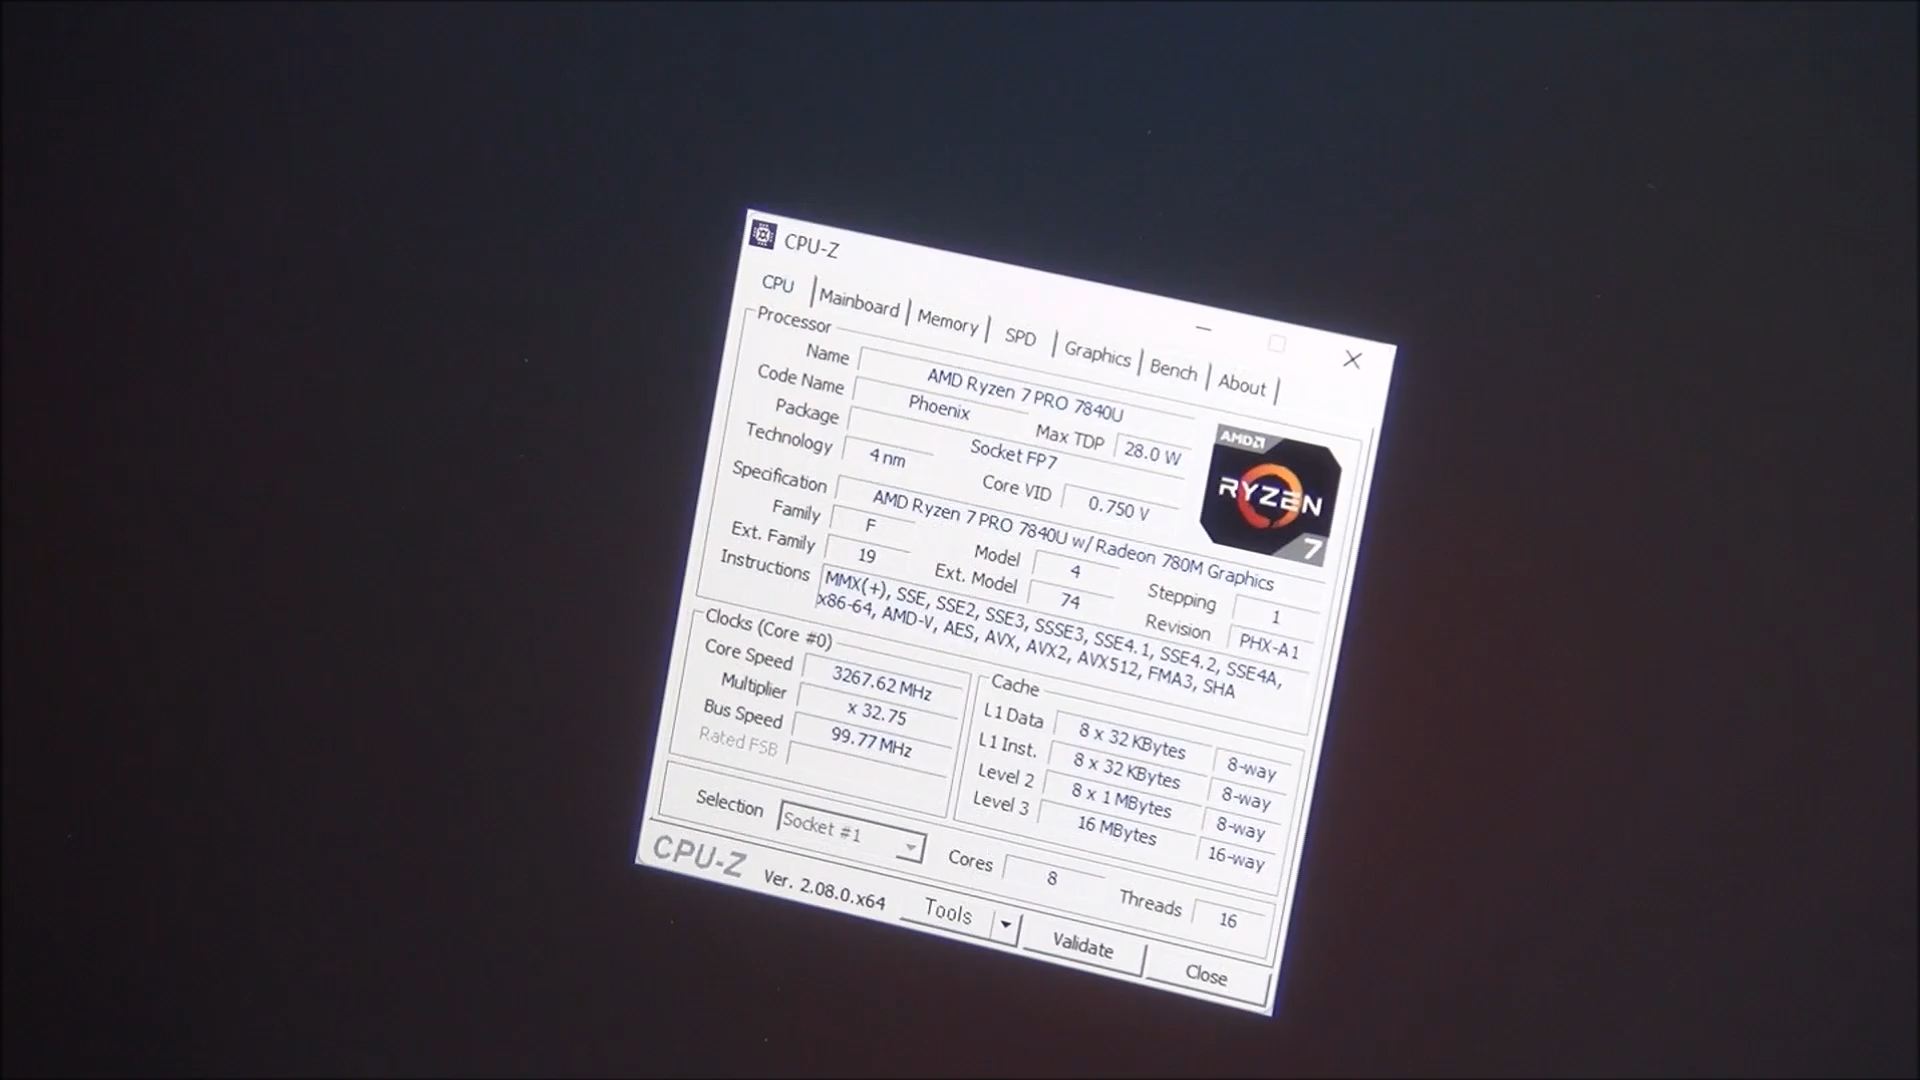 CPU-Z
CPU Mainboard Memory SPD Graphics Bench About
Processor
Name AMD Ryzen 7 PRO 7840U
Code Name Phoenix Max TDP 28.0 W
Package Socket FP7
Technology 4 nm Core VID 0.750 V
Specification AMD Ryzen 7 PRO 7840U w/ Radeon 780M Graphics
Family F Model 4 Stepping 1
Ext. Family 19 Ext. Model 74 Revision PHX-A1
Instructions MMX(+), SSE, SSE2, SSE3, SSSE3, SSE4.1, SSE4.2, SSE4A,
x86-64, AMD-V, AES, AVX, AVX2, AVX512, FMA3, SHA
AMD
RYZEN
7
Clocks (Core #0)
Core Speed 3267.62 MHz
Multiplier x 32.75
Bus Speed 99.77 MHz
Rated FSB
Cache
L1 Data 8 x 32 KBytes 8-way
L1 Inst. 8 x 32 KBytes 8-way
Level 2 8 x 1 MBytes 8-way
Level 3 16 MBytes 16-way
Selection Socket #1 Cores 8 Threads 16
CPU-Z Ver. 2.08.0.x64 Tools Validate Close